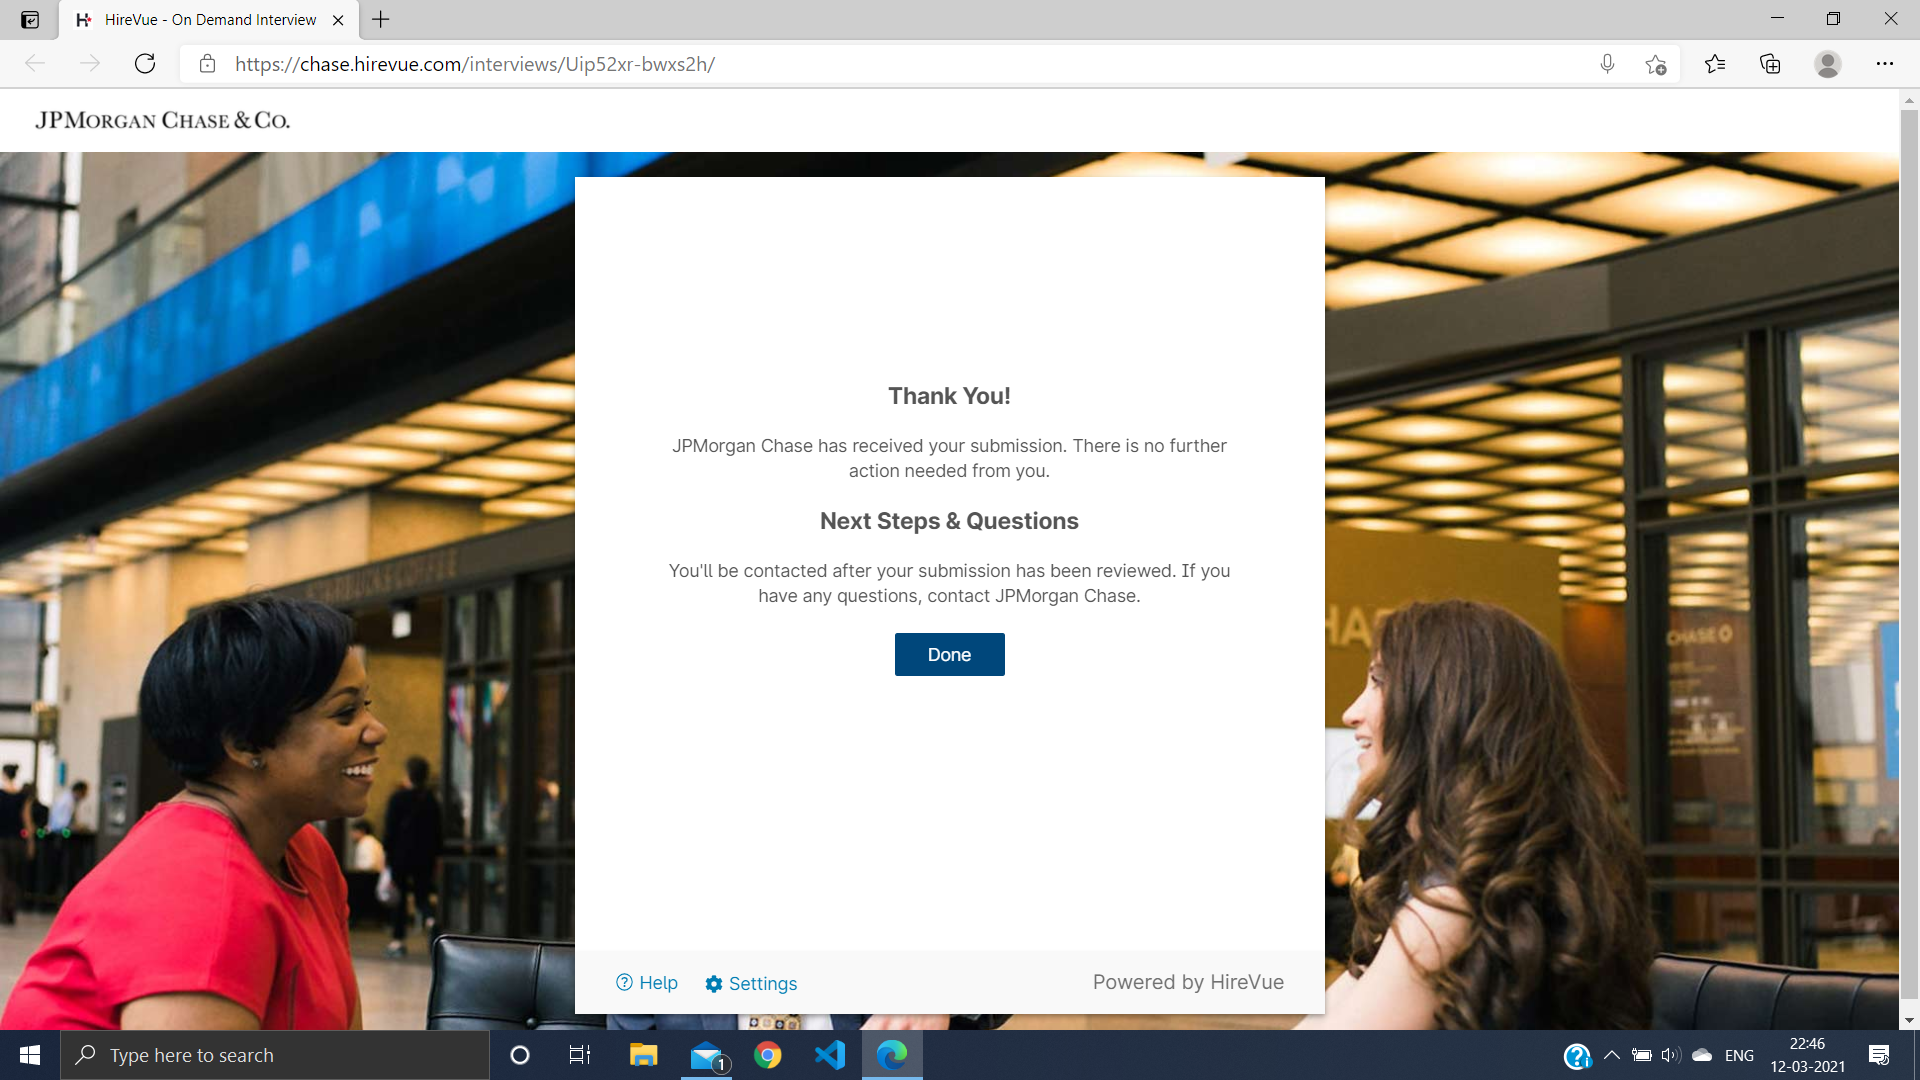 HireVue - On Demand Interview
https://chase.hirevue.com/interviews/Uip52xr-bwxs2h/
JPMORGAN CHASE & CO.
Thank You!
JPMorgan Chase has received your submission. There is no further
action needed from you.
Next Steps & Questions
You'll be contacted after your submission has been reviewed. If you
have any questions, contact JPMorgan Chase.
Done
CHASE
Help
Settings
Powered by HireVue
Type here to search
1
ENG
22:46
12-03-2021